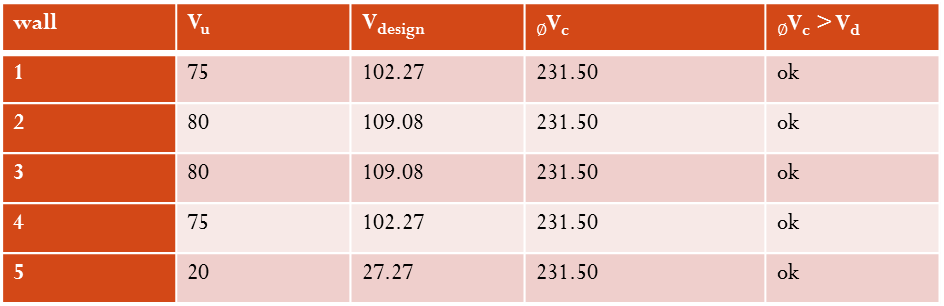 wall Vu Vdesign ØVc ØVc >Vd
1 75 102.27 231.50 ok
2 80 109.08 231.50 ok
3 80 109.08 231.50 ok
4 75 102.27 231.50 ok
5 20 27.27 231.50 ok